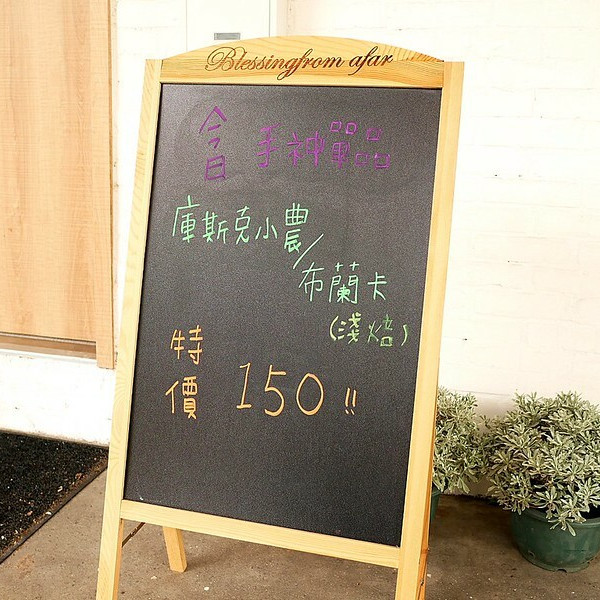 Blessingfrom afar
今日 手神單品
庫斯克小農/
布蘭卡
(淺焙)
特價 150!!